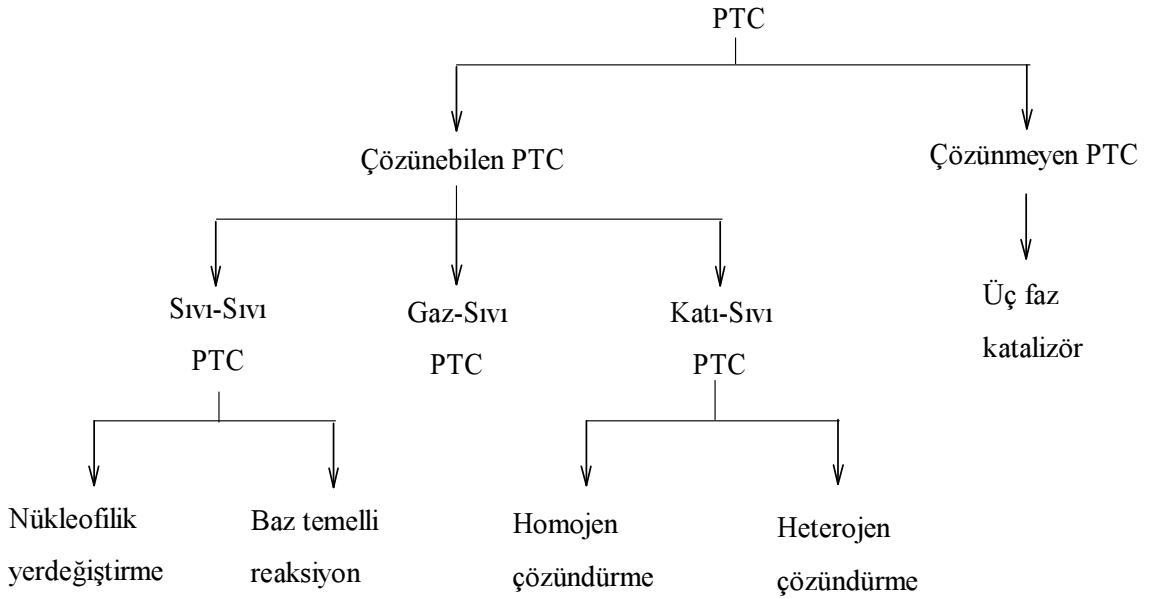 PTC
Çözünebilen PTC
Çözünmeyen PTC
Sıvı-Sıvı
PTC
Gaz-Sıvı
PTC
Katı-Sıvı
PTC
Üç faz
katalizör
Nükleofilik
yerdeğiştirme
Baz temelli
reaksiyon
Homojen
çözündürme
Heterojen
çözündürme